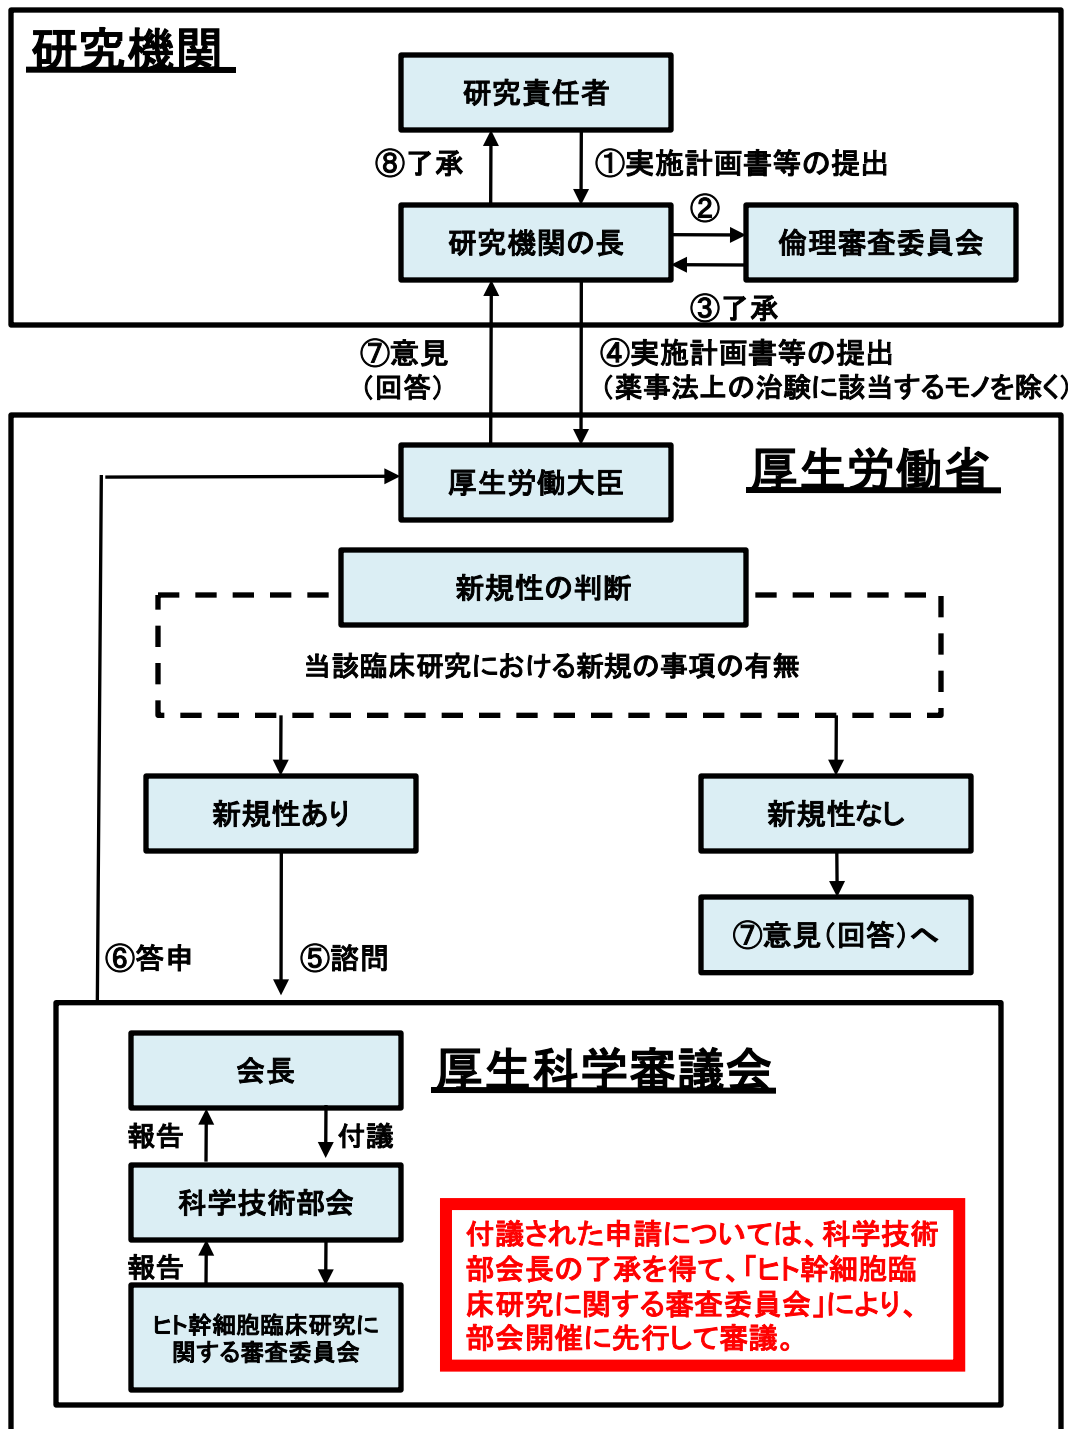 研究機関
研究責任者
⑧了承
①実施計画書等の提出
②
研究機関の長
倫理審査委員会
③了承
⑦意見
（回答）
④実施計画書等の提出
（薬事法上の治験に該当するモノを除く）
厚生労働省
厚生労働大臣
新規性の判断
当該臨床研究における新規の事項の有無
新規性あり
新規性なし
⑦意見（回答）へ
⑥答申
⑤諮問
厚生科学審議会
会長
報告
付議
科学技術部会
報告
ヒト幹細胞臨床研究に
関する審査委員会
付議された申請については、科学技術
部会長の了承を得て、「ヒト幹細胞臨
床研究に関する審査委員会」により、
部会開催に先行して審議。